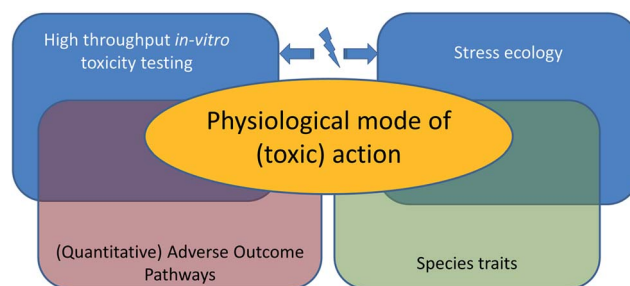 High throughput in-vitro
toxicity testing
Stress ecology
Physiological mode of
(toxic) action
(Quantitative) Adverse Outcome
Pathways
Species traits